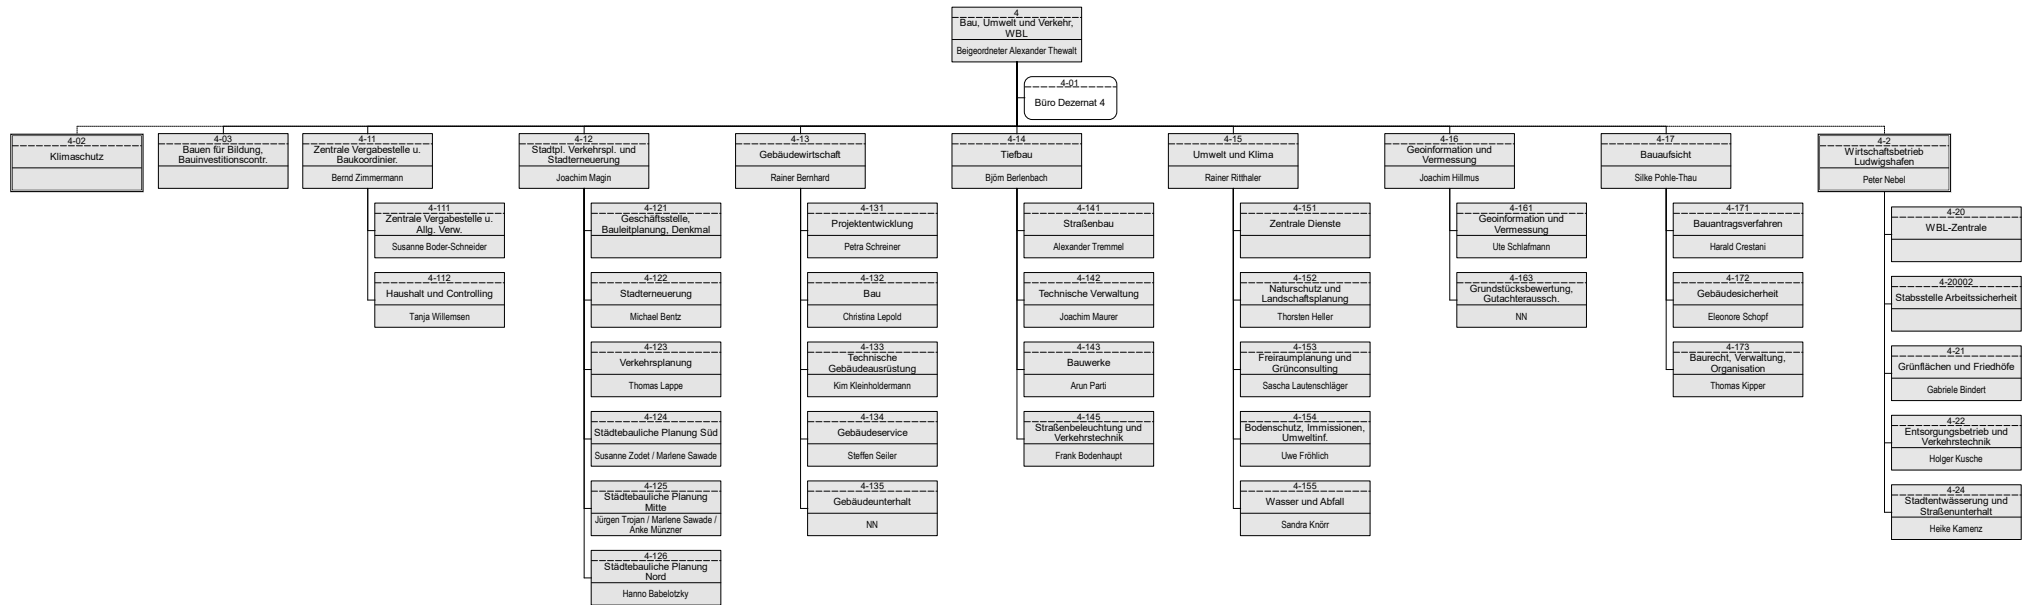 4
Bau, Umwelt und Verkehr,
WBL
Beigeordneter Alexander Thewalt
4-01
Büro Dezernat 4
4-02
Klimaschutz
4-03
Bauen für Bildung,
Bauinvestitionscontr.
4-11
Zentrale Vergabestelle u.
Baukoordinier.
Bernd Zimmermann
4-111
Zentrale Vergabestelle u.
Allg. Verw.
Susanne Boder-Schneider
4-112
Haushalt und Controlling
Tanja Willemsen
4-12
Stadtpl. Verkehrspl. und
Stadterneuerung
Joachim Magin
4-121
Geschäftsstelle,
Bauleitplanung, Denkmal
4-122
Stadterneuerung
Michael Bentz
4-123
Verkehrsplanung
Thomas Lappe
4-124
Städtebauliche Planung Süd
Susanne Zodet / Marlene Sawade
4-125
Städtebauliche Planung
Mitte
Jürgen Trojan / Marlene Sawade /
Anke Münzner
4-126
Städtebauliche Planung
Nord
Hanno Babelotzky
4-13
Gebäudewirtschaft
Rainer Bernhard
4-131
Projektentwicklung
Petra Schreiner
4-132
Bau
Christina Lepold
4-133
Technische
Gebäudeausrüstung
Kim Kleinholdermann
4-134
Gebäudeservice
Steffen Seiler
4-135
Gebäudeunterhalt
NN
4-14
Tiefbau
Björn Berlenbach
4-141
Straßenbau
Alexander Tremmel
4-142
Technische Verwaltung
Joachim Maurer
4-143
Bauwerke
Arun Parti
4-145
Straßenbeleuchtung und
Verkehrstechnik
Frank Bodenhaupt
4-15
Umwelt und Klima
Rainer Ritthaler
4-151
Zentrale Dienste
4-152
Naturschutz und
Landschaftsplanung
Thorsten Heller
4-153
Freiraumplanung und
Grünconsulting
Sascha Lautenschläger
4-154
Bodenschutz, Immissionen,
Umweltinf.
Uwe Fröhlich
4-155
Wasser und Abfall
Sandra Knörr
4-16
Geoinformation und
Vermessung
Joachim Hillmus
4-161
Geoinformation und
Vermessung
Ute Schlafmann
4-163
Grundstücksbewertung,
Gutachteraussch.
NN
4-17
Bauaufsicht
Silke Pohle-Thau
4-171
Bauantragsverfahren
Harald Crestani
4-172
Gebäudesicherheit
Eleonore Schopf
4-173
Baurecht, Verwaltung,
Organisation
Thomas Kipper
4-2
Wirtschaftsbetrieb
Ludwigshafen
Peter Nebel
4-20
WBL-Zentrale
4-20002
Stabsstelle Arbeitssicherheit
4-21
Grünflächen und Friedhöfe
Gabriele Bindert
4-22
Entsorgungsbetrieb und
Verkehrstechnik
Holger Kusche
4-24
Stadtentwässerung und
Straßenunterhalt
Heike Kamenz